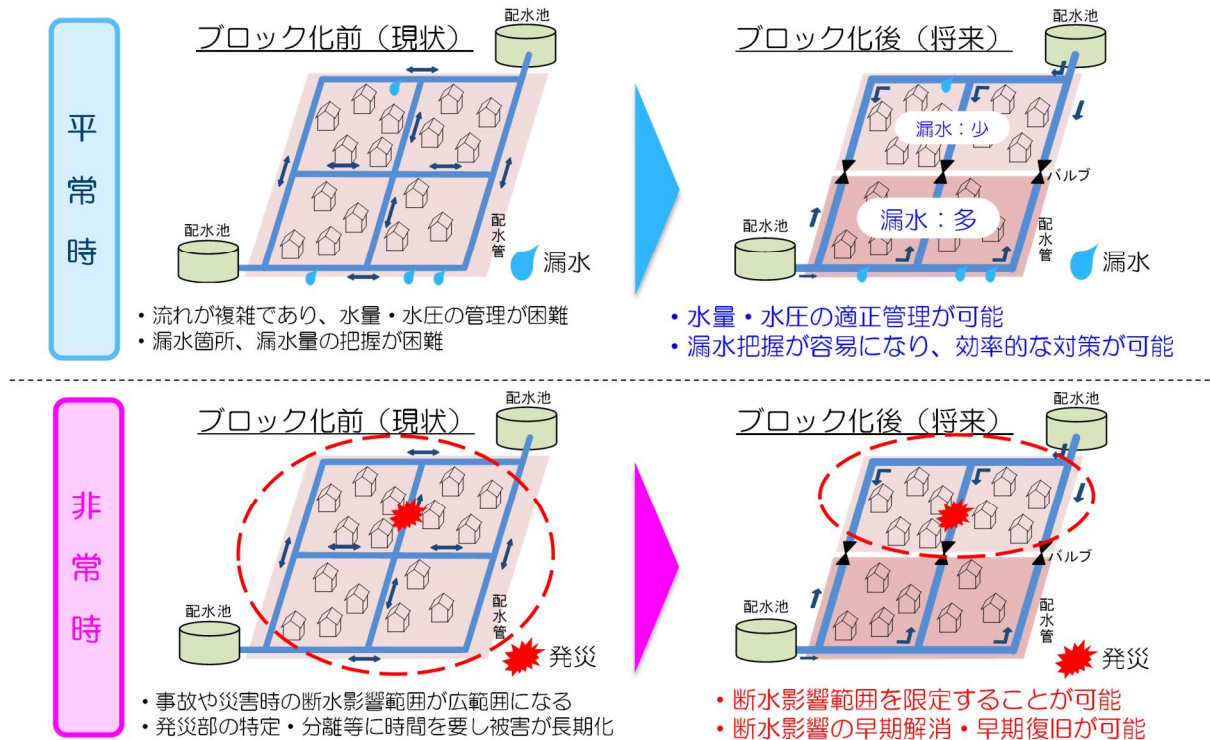 平常時
ブロック化前（現状）
配水池
配水池
配水管
漏水
・流れが複雑であり、水量・水圧の管理が困難
・漏水箇所、漏水量の把握が困難
ブロック化後（将来）
配水池
漏水：少
バルブ
漏水：多
配水池
配水管
漏水
・水量・水圧の適正管理が可能
・漏水把握が容易になり、効率的な対策が可能
非常時
ブロック化前（現状）
配水池
配水池
配水管
発災
・事故や災害時の断水影響範囲が広範囲になる
・発災部の特定・分離等に時間を要し被害が長期化
ブロック化後（将来）
配水池
バルブ
配水池
配水管
発災
・断水影響範囲を限定することが可能
・断水影響の早期解消・早期復旧が可能